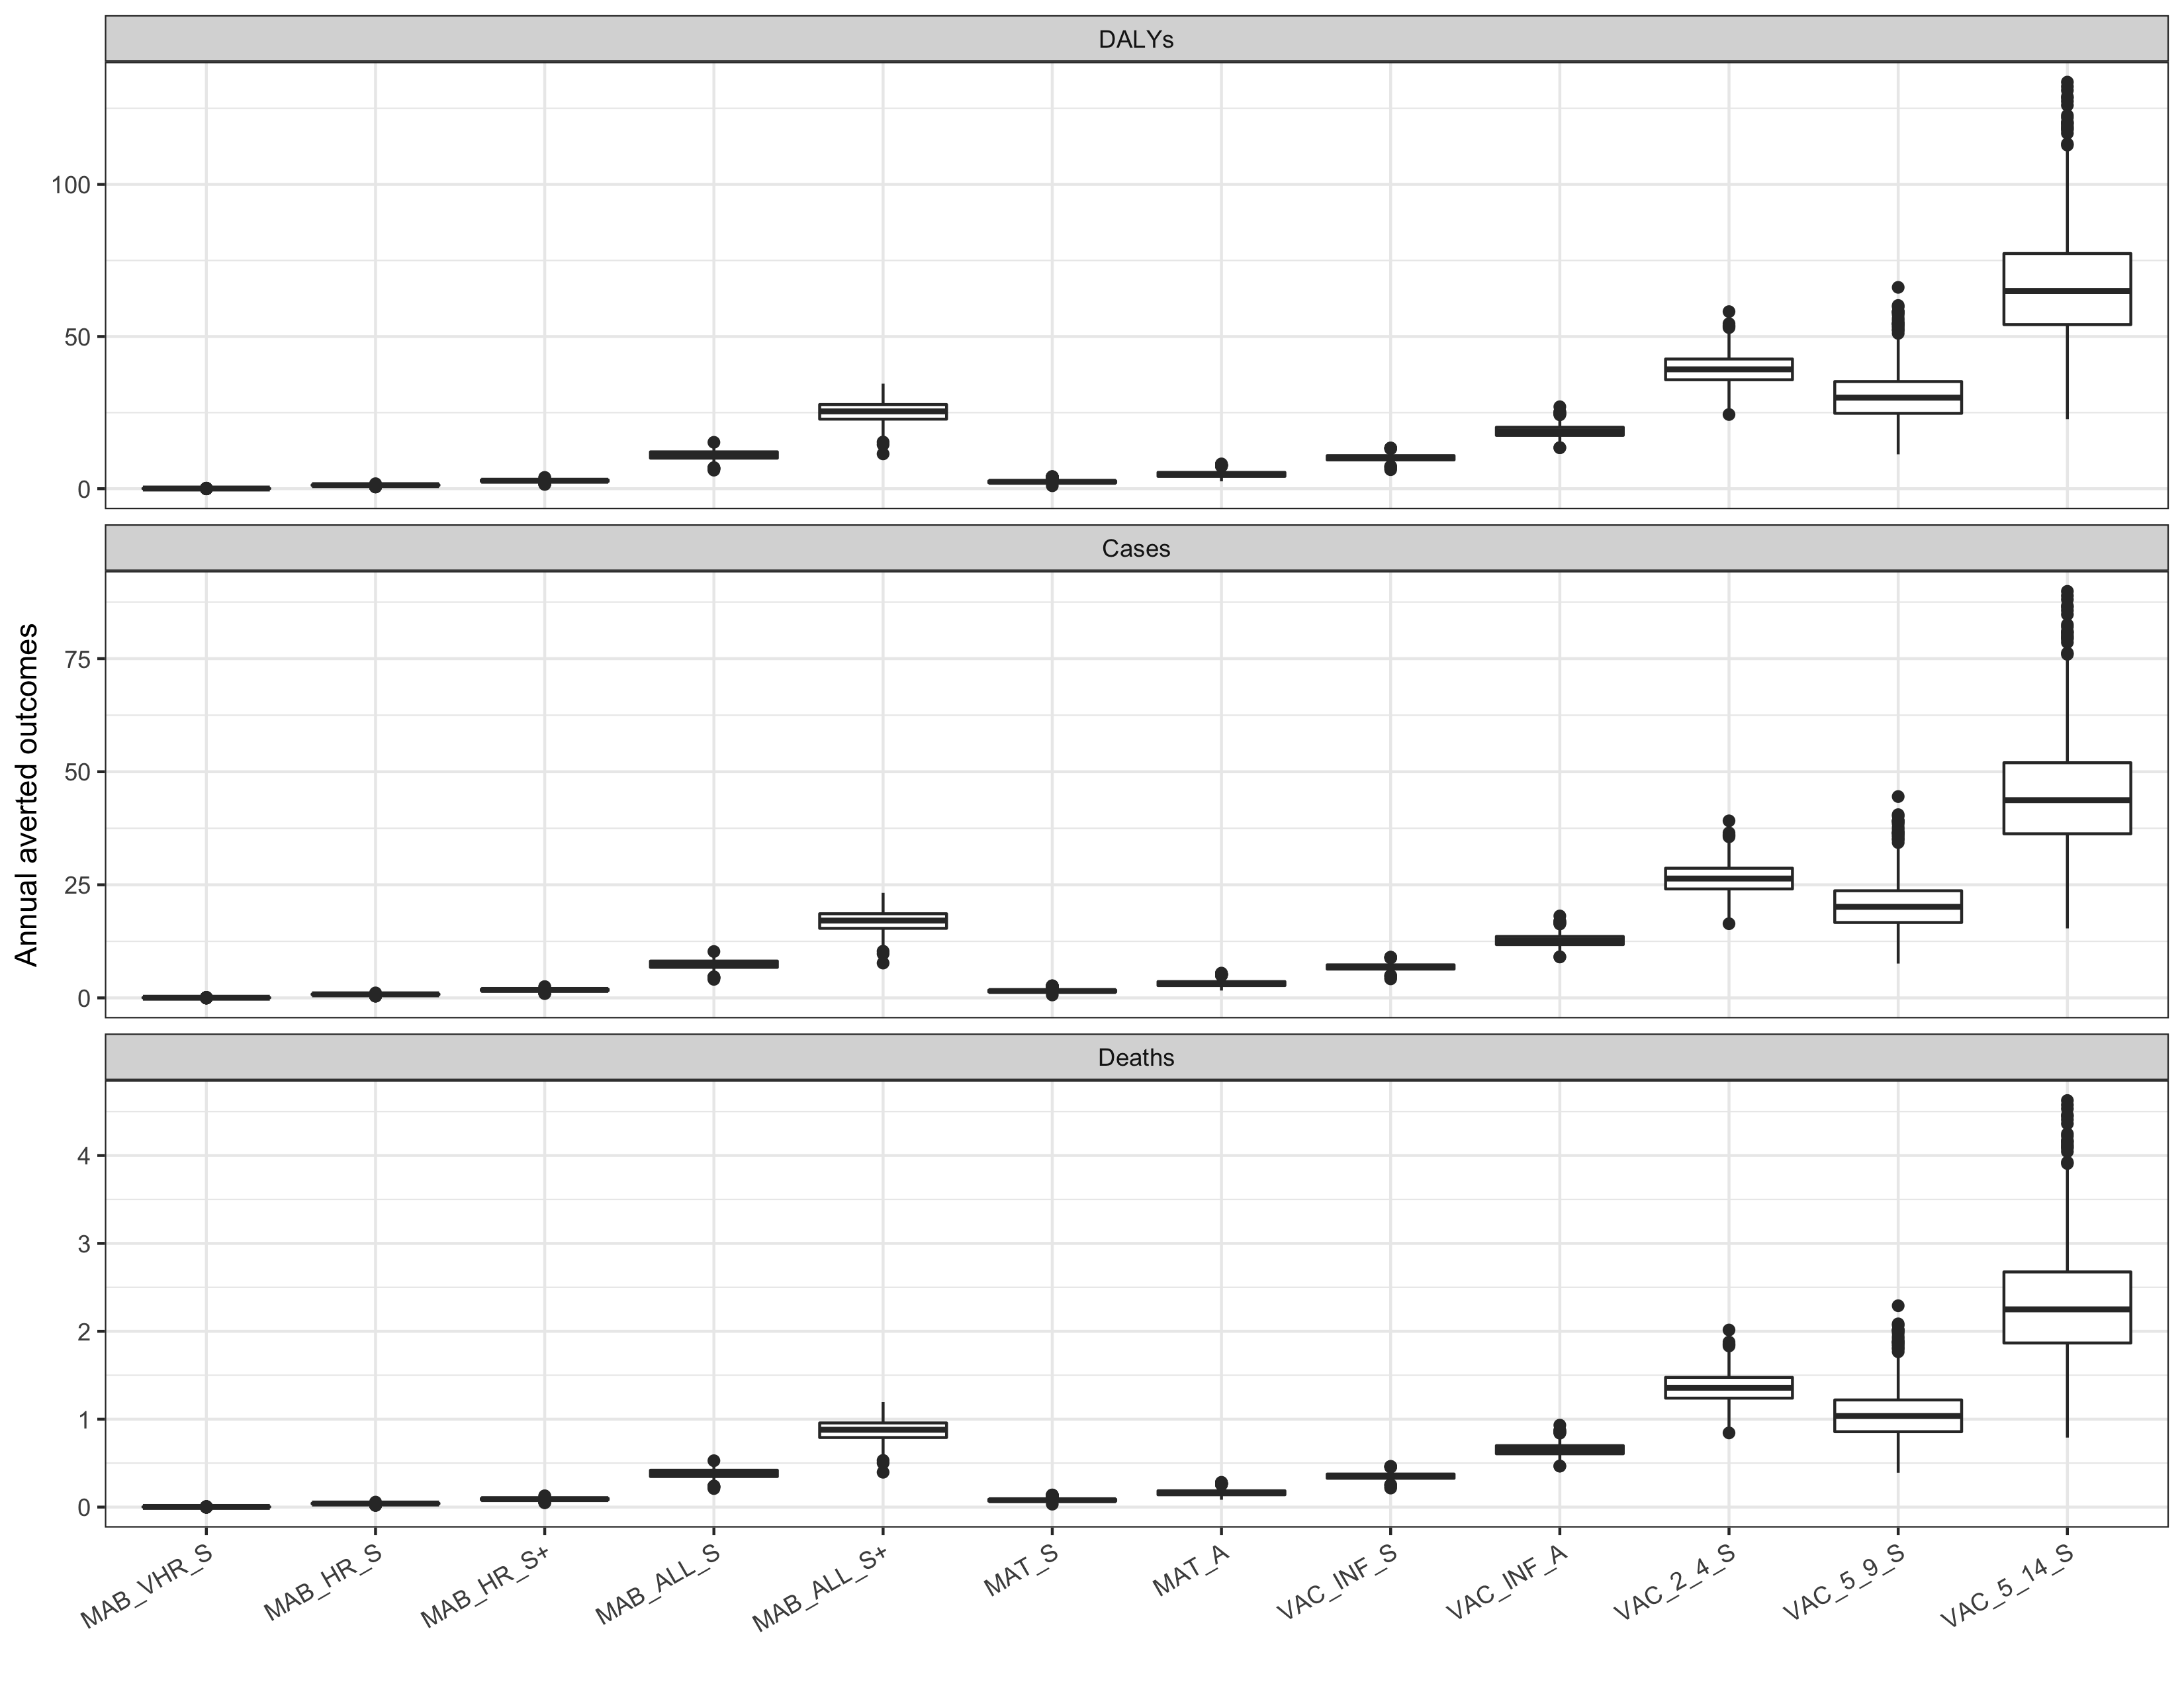 DALYs
100
50
0
Cases
75
50
25
0
Deaths
4
3
2
1
0
Annual averted outcomes
MAB_VHR_S
MAB_HR_S
MAB_HR_S+
MAB_ALL_S
MAB_ALL_S+
MAT_S
MAT_A
VAC_INF_S
VAC_INF_A
VAC_2_4_S
VAC_5_9_S
VAC_5_14_S